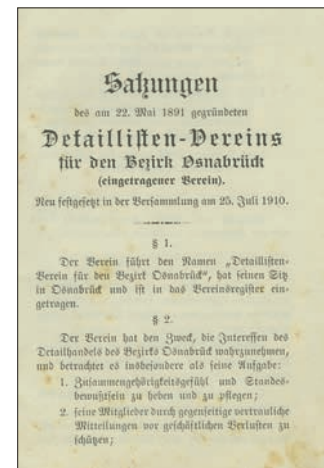 Satzungen
des am 22. Mai 1891 gegründeten
Detaillisten-Vereins
für den Bezirk Osnabrück
(eingetragener Verein).
Neu festgesetzt in der Versammlung am 25. Juli 1910.
§ 1.
Der Verein führt den Namen „Detaillisten-
Verein für den Bezirk Osnabrück“, hat seinen Sitz
in Osnabrück und ist in das Vereinsregister ein-
getragen.
§ 2.
Der Verein hat den Zweck, die Interessen des
Detailhandels des Bezirks Osnabrück wahrzunehmen,
und betrachtet es insbesondere als seine Aufgabe:
1. Zusammengehörigkeitsgefühl und Standes-
bewußtsein zu heben und zu pflegen;
2. seine Mitglieder durch gegenseitige vertrauliche
Mitteilungen vor geschäftlichen Verlusten zu
schützen;